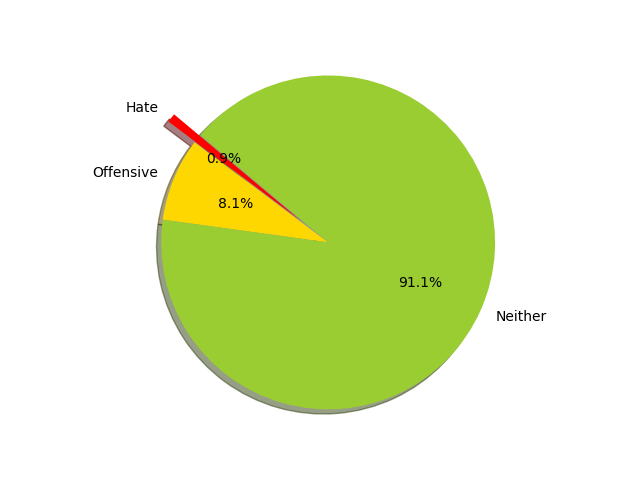 Hate
0.9%
Offensive
8.1%
91.1%
Neither